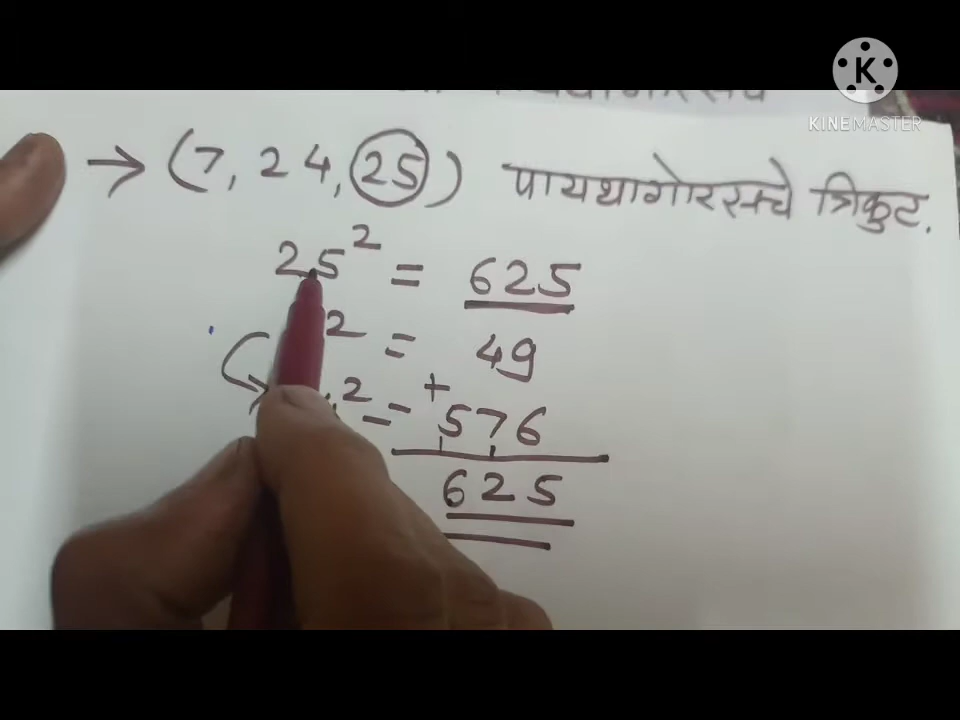 K
KINEMASTER
→ (7, 24, 25) पायथागोरसचे त्रिकुट.
25² = 625
² = 49
² = + 576
625